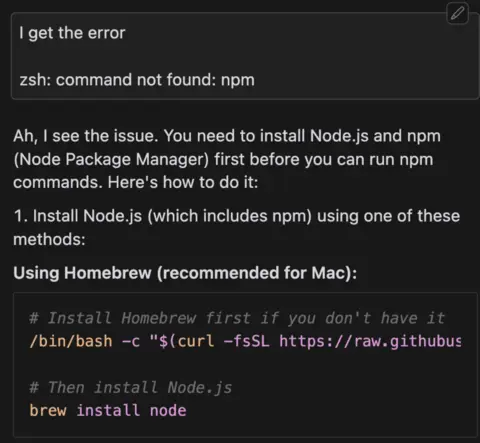 I get the error
zsh: command not found: npm
Ah, I see the issue. You need to install Node.js and npm
(Node Package Manager) first before you can run npm
commands. Here's how to do it:
1. Install Node.js (which includes npm) using one of these
methods:
Using Homebrew (recommended for Mac):
# Install Homebrew first if you don't have it
/bin/bash -c "$(curl -fsSL https://raw.githubus
# Then install Node.js
brew install node